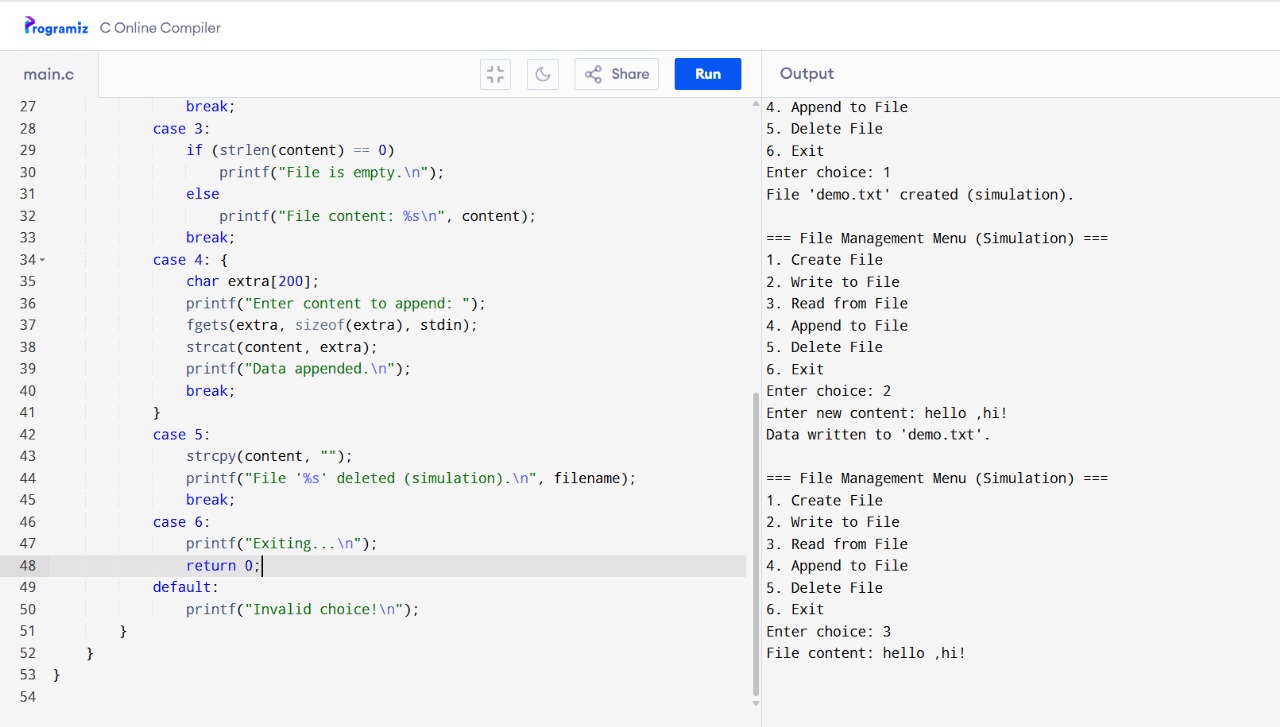 Programiz C Online Compiler
main.c
Share
Run
Output
27 break;
28 case 3:
29 if (strlen(content) == 0)
30 printf("File is empty.\n");
31 else
32 printf("File content: %s\n", content);
33 break;
34 case 4: {
35 char extra[200];
36 printf("Enter content to append: ");
37 fgets(extra, sizeof(extra), stdin);
38 strcat(content, extra);
39 printf("Data appended.\n");
40 break;
41 }
42 case 5:
43 strcpy(content, "");
44 printf("File '%s' deleted (simulation).\n", filename);
45 break;
46 case 6:
47 printf("Exiting...\n");
48 return 0;
49 default:
50 printf("Invalid choice!\n");
51 }
52 }
53 }
54
4. Append to File
5. Delete File
6. Exit
Enter choice: 1
File 'demo.txt' created (simulation).
=== File Management Menu (Simulation) ===
1. Create File
2. Write to File
3. Read from File
4. Append to File
5. Delete File
6. Exit
Enter choice: 2
Enter new content: hello ,hi!
Data written to 'demo.txt'.
=== File Management Menu (Simulation) ===
1. Create File
2. Write to File
3. Read from File
4. Append to File
5. Delete File
6. Exit
Enter choice: 3
File content: hello ,hi!